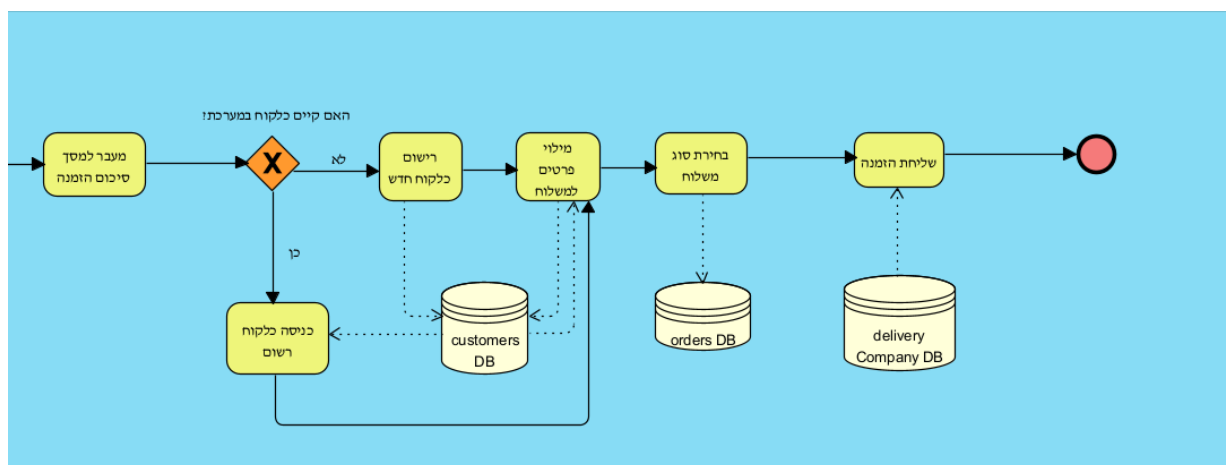 האם קיים כלקוח במערכת?
מעבר למסך
סיכום הזמנה
X
לא
רישום
כלקוח חדש
מילוי
פרטים
למשלוח
בחירת סוג
משלוח
שליחת הזמנה
כן
כניסה כלקוח
רשום
customers
DB
orders DB
delivery
Company DB